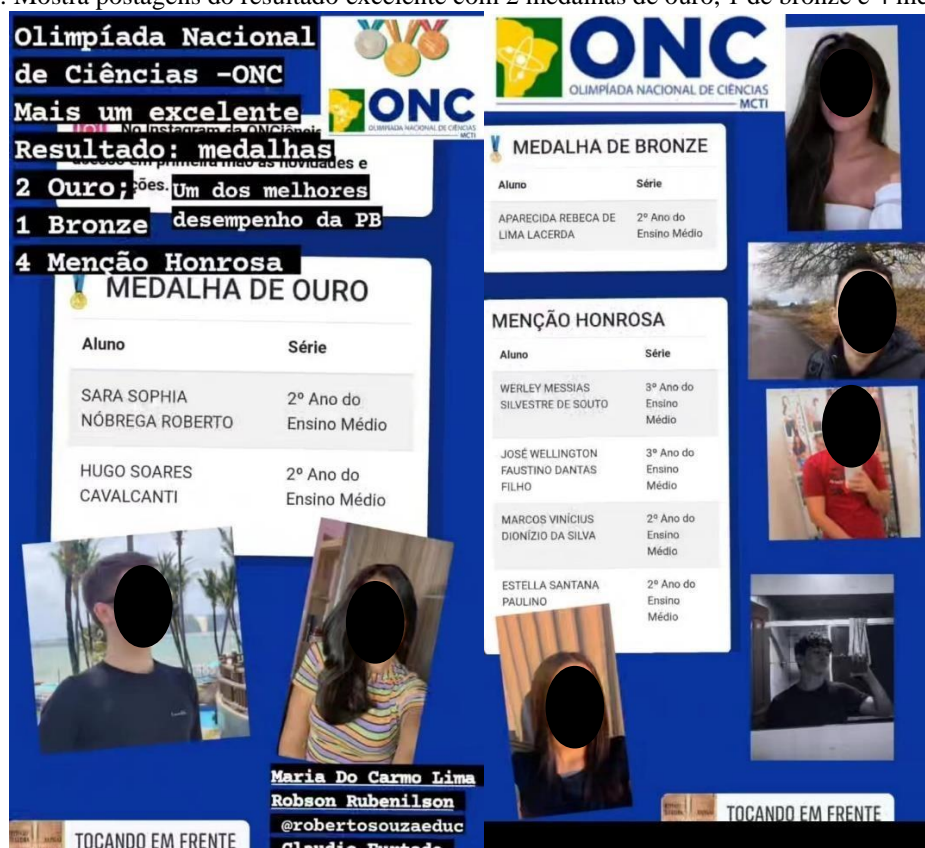 . Mostra postagens do resultado excelente com 2 medalhas de ouro, 1 de bronze e 4
Olimpíada Nacional
de Ciências -ONC
Mais um excelente
Resultado: medalhas
2 Ouro;
1 Bronze
4 Menção Honrosa
Um dos melhores
desempenho da PB
No Instagram da
as novidades e
ONC
OLIMPÍADA NACIONAL DE CIÊNCIAS
MCTI
MEDALHA DE OURO
Aluno Série
SARA SOPHIA 2º Ano do
NÓBREGA ROBERTO Ensino Médio
HUGO SOARES 2º Ano do
CAVALCANTI Ensino Médio
Maria Do Carmo Lima
Robson Rubenilson
@robertosouzaeduc
TOCANDO EM FRENTE
ONC
OLIMPÍADA NACIONAL DE CIÊNCIAS
MCTI
MEDALHA DE BRONZE
Aluno Série
APARECIDA REBECA DE 2º Ano do
LIMA LACERDA Ensino Médio
MENÇÃO HONROSA
Aluno Série
WERLEY MESSIAS 3º Ano do
SILVESTRE DE SOUTO Ensino
Médio
JOSÉ WELLINGTON 3º Ano do
FAUSTINO DANTAS Ensino
FILHO Médio
MARCOS VINÍCIUS 2º Ano do
DIONÍZIO DA SILVA Ensino
Médio
ESTELLA SANTANA 2º Ano do
PAULINO Ensino
Médio
TOCANDO EM FRENTE